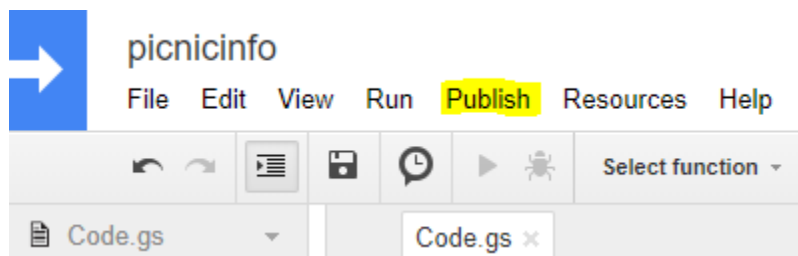 picnicinfo
File Edit View Run Publish Resources Help
Select function
Code.gs Code.gs